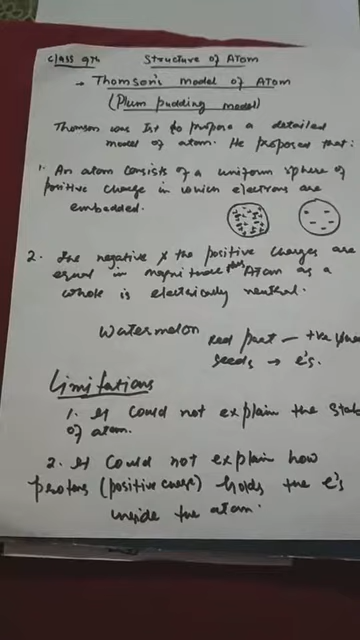 Class 9th Structure of Atom
→ Thomson's model of Atom
(Plum pudding model)
Thomson was Ist to propose a detailed
model of atom. He proposed that:
1. An atom consists of a uniform sphere of
positive charge in which electrons are
embedded.
2. The negative & the positive charges are
equal in magnitude thus Atom as a
whole is electrically neutral.
Watermelon Red part — +ve
seeds → e's.
Limitations
1. It could not explain the
of atom.
2. It could not explain how
protons (positive charge) holds the e's
inside the atom.